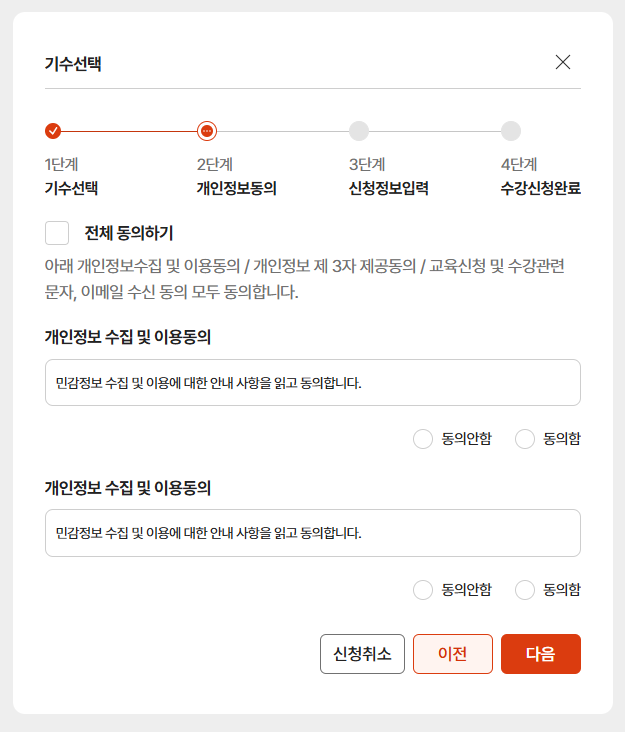 기수선택
1단계
기수선택
2단계
개인정보동의
3단계
신청정보입력
4단계
수강신청완료
전체 동의하기
아래 개인정보수집 및 이용동의 / 개인정보 제 3자 제공동의 / 교육신청 및 수강관련
문자, 이메일 수신 동의 모두 동의합니다.
개인정보 수집 및 이용동의
민감정보 수집 및 이용에 대한 안내 사항을 읽고 동의합니다.
동의안함 동의함
개인정보 수집 및 이용동의
민감정보 수집 및 이용에 대한 안내 사항을 읽고 동의합니다.
동의안함 동의함
신청취소 이전 다음